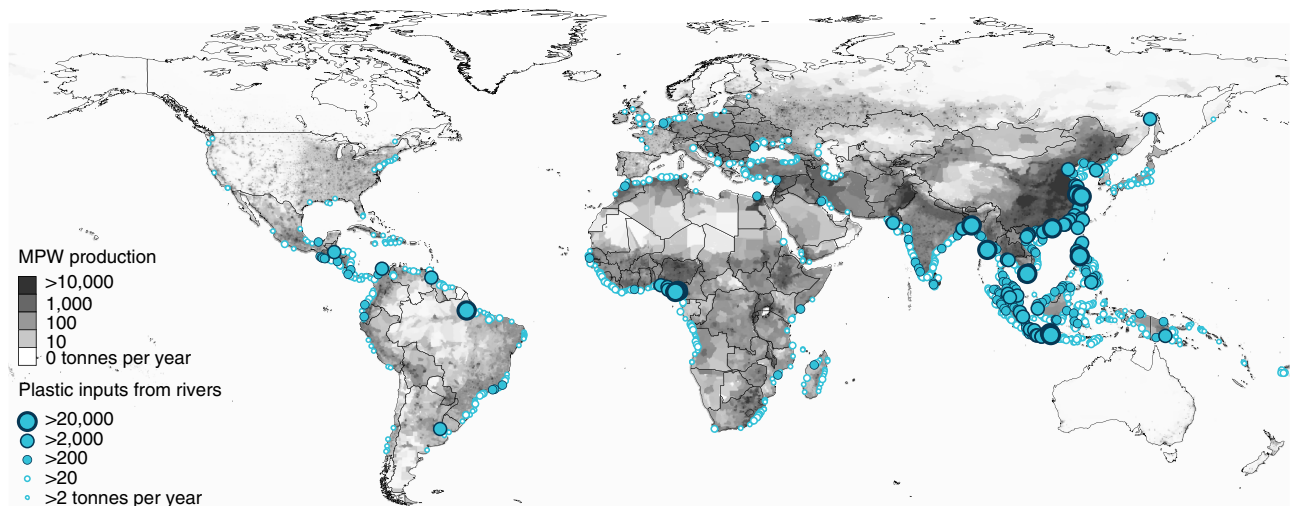 MPW production
>10,000
1,000
100
10
0 tonnes per year
Plastic inputs from rivers
>20,000
>2,000
>200
>20
>2 tonnes per year